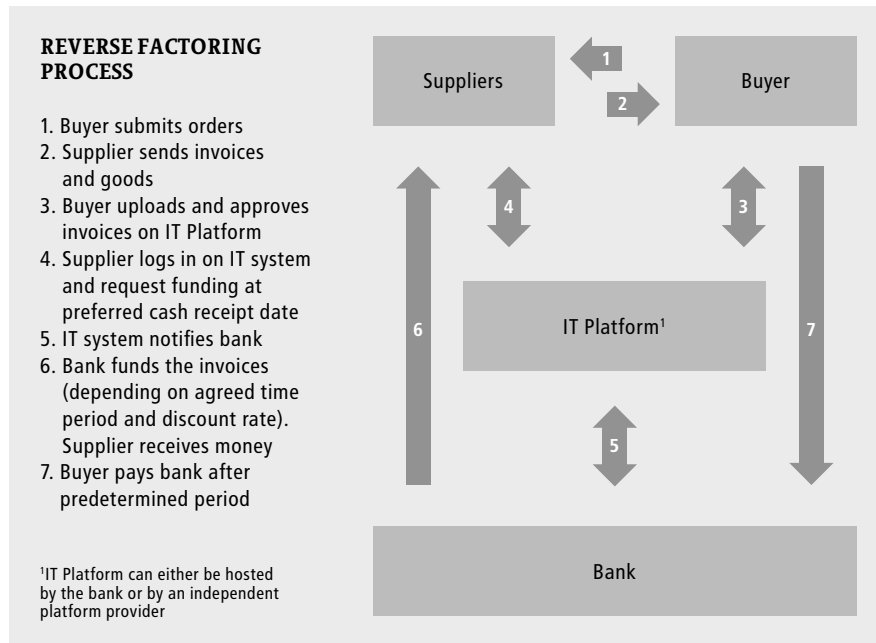 REVERSE FACTORING
PROCESS
1. Buyer submits orders
2. Supplier sends invoices
and goods
3. Buyer uploads and approves
invoices on IT Platform
4. Supplier logs in on IT system
and request funding at
preferred cash receipt date
5. IT system notifies bank
6. Bank funds the invoices
(depending on agreed time
period and discount rate).
Supplier receives money
7. Buyer pays bank after
predetermined period
¹IT Platform can either be hosted
by the bank or by an independent
platform provider
Suppliers
1
2
Buyer
4
3
6
IT Platform¹
7
5
Bank